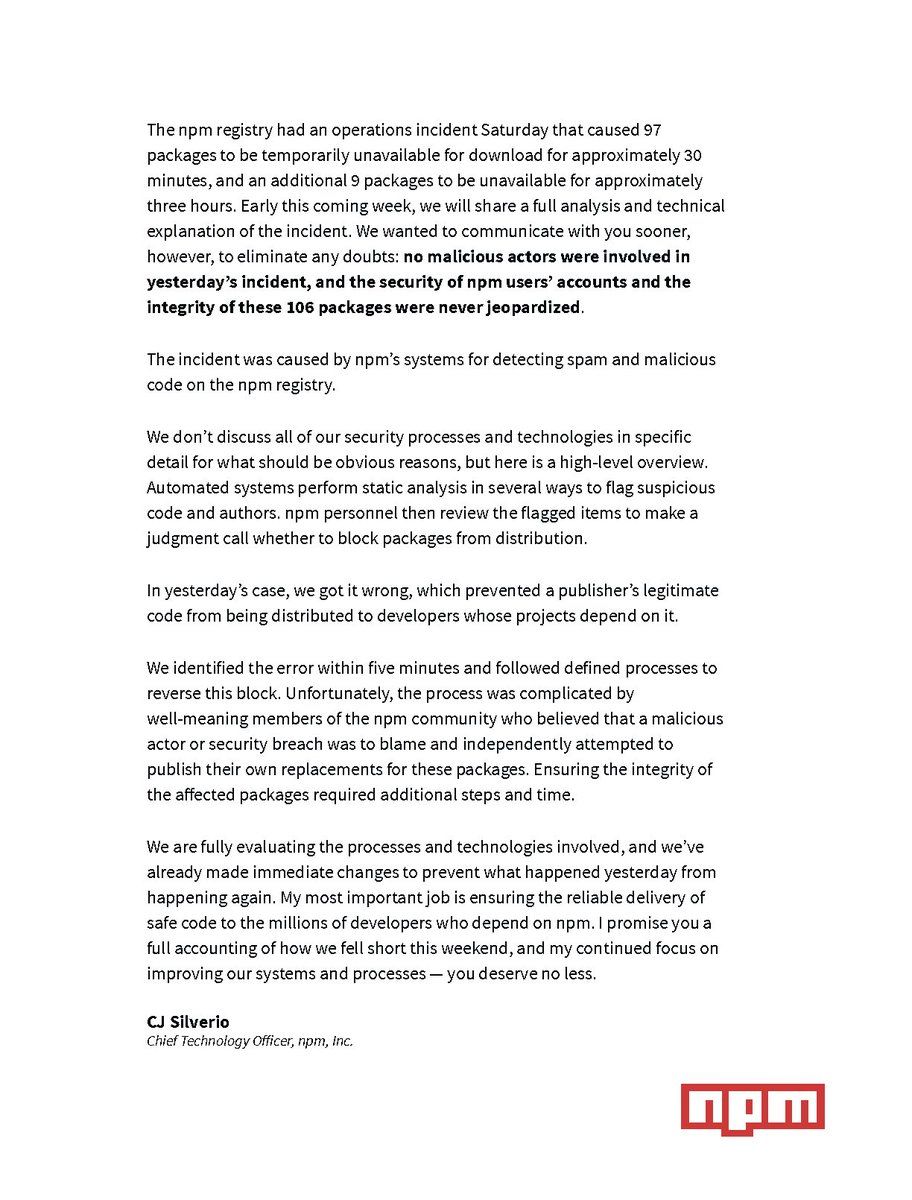 The npm registry had an operations incident Saturday that caused 97
packages to be temporarily unavailable for download for approximately 30
minutes, and an additional 9 packages to be unavailable for approximately
three hours. Early this coming week, we will share a full analysis and technical
explanation of the incident. We wanted to communicate with you sooner,
however, to eliminate any doubts: no malicious actors were involved in
yesterday’s incident, and the security of npm users’ accounts and the
integrity of these 106 packages were never jeopardized.
The incident was caused by npm’s systems for detecting spam and malicious
code on the npm registry.
We don’t discuss all of our security processes and technologies in specific
detail for what should be obvious reasons, but here is a high-level overview.
Automated systems perform static analysis in several ways to flag suspicious
code and authors. npm personnel then review the flagged items to make a
judgment call whether to block packages from distribution.
In yesterday’s case, we got it wrong, which prevented a publisher’s legitimate
code from being distributed to developers whose projects depend on it.
We identified the error within five minutes and followed defined processes to
reverse this block. Unfortunately, the process was complicated by
well-meaning members of the npm community who believed that a malicious
actor or security breach was to blame and independently attempted to
publish their own replacements for these packages. Ensuring the integrity of
the affected packages required additional steps and time.
We are fully evaluating the processes and technologies involved, and we’ve
already made immediate changes to prevent what happened yesterday from
happening again. My most important job is ensuring the reliable delivery of
safe code to the millions of developers who depend on npm. I promise you a
full accounting of how we fell short this weekend, and my continued focus on
improving our systems and processes — you deserve no less.
CJ Silverio
Chief Technology Officer, npm, Inc.
npm